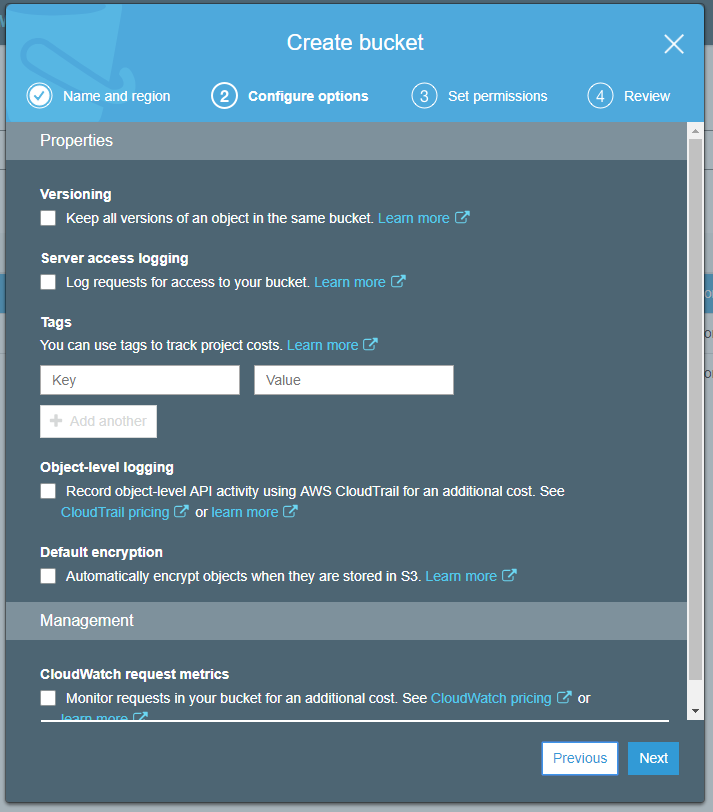 Create bucket
Name and region
2 Configure options
3 Set permissions
4 Review
Properties
Versioning
Keep all versions of an object in the same bucket. Learn more
Server access logging
Log requests for access to your bucket. Learn more
Tags
You can use tags to track project costs. Learn more
Key
Value
Add another
Object-level logging
Record object-level API activity using AWS CloudTrail for an additional cost. See
CloudTrail pricing or learn more
Default encryption
Automatically encrypt objects when they are stored in S3. Learn more
Management
CloudWatch request metrics
Monitor requests in your bucket for an additional cost. See CloudWatch pricing or
learn more
Previous
Next